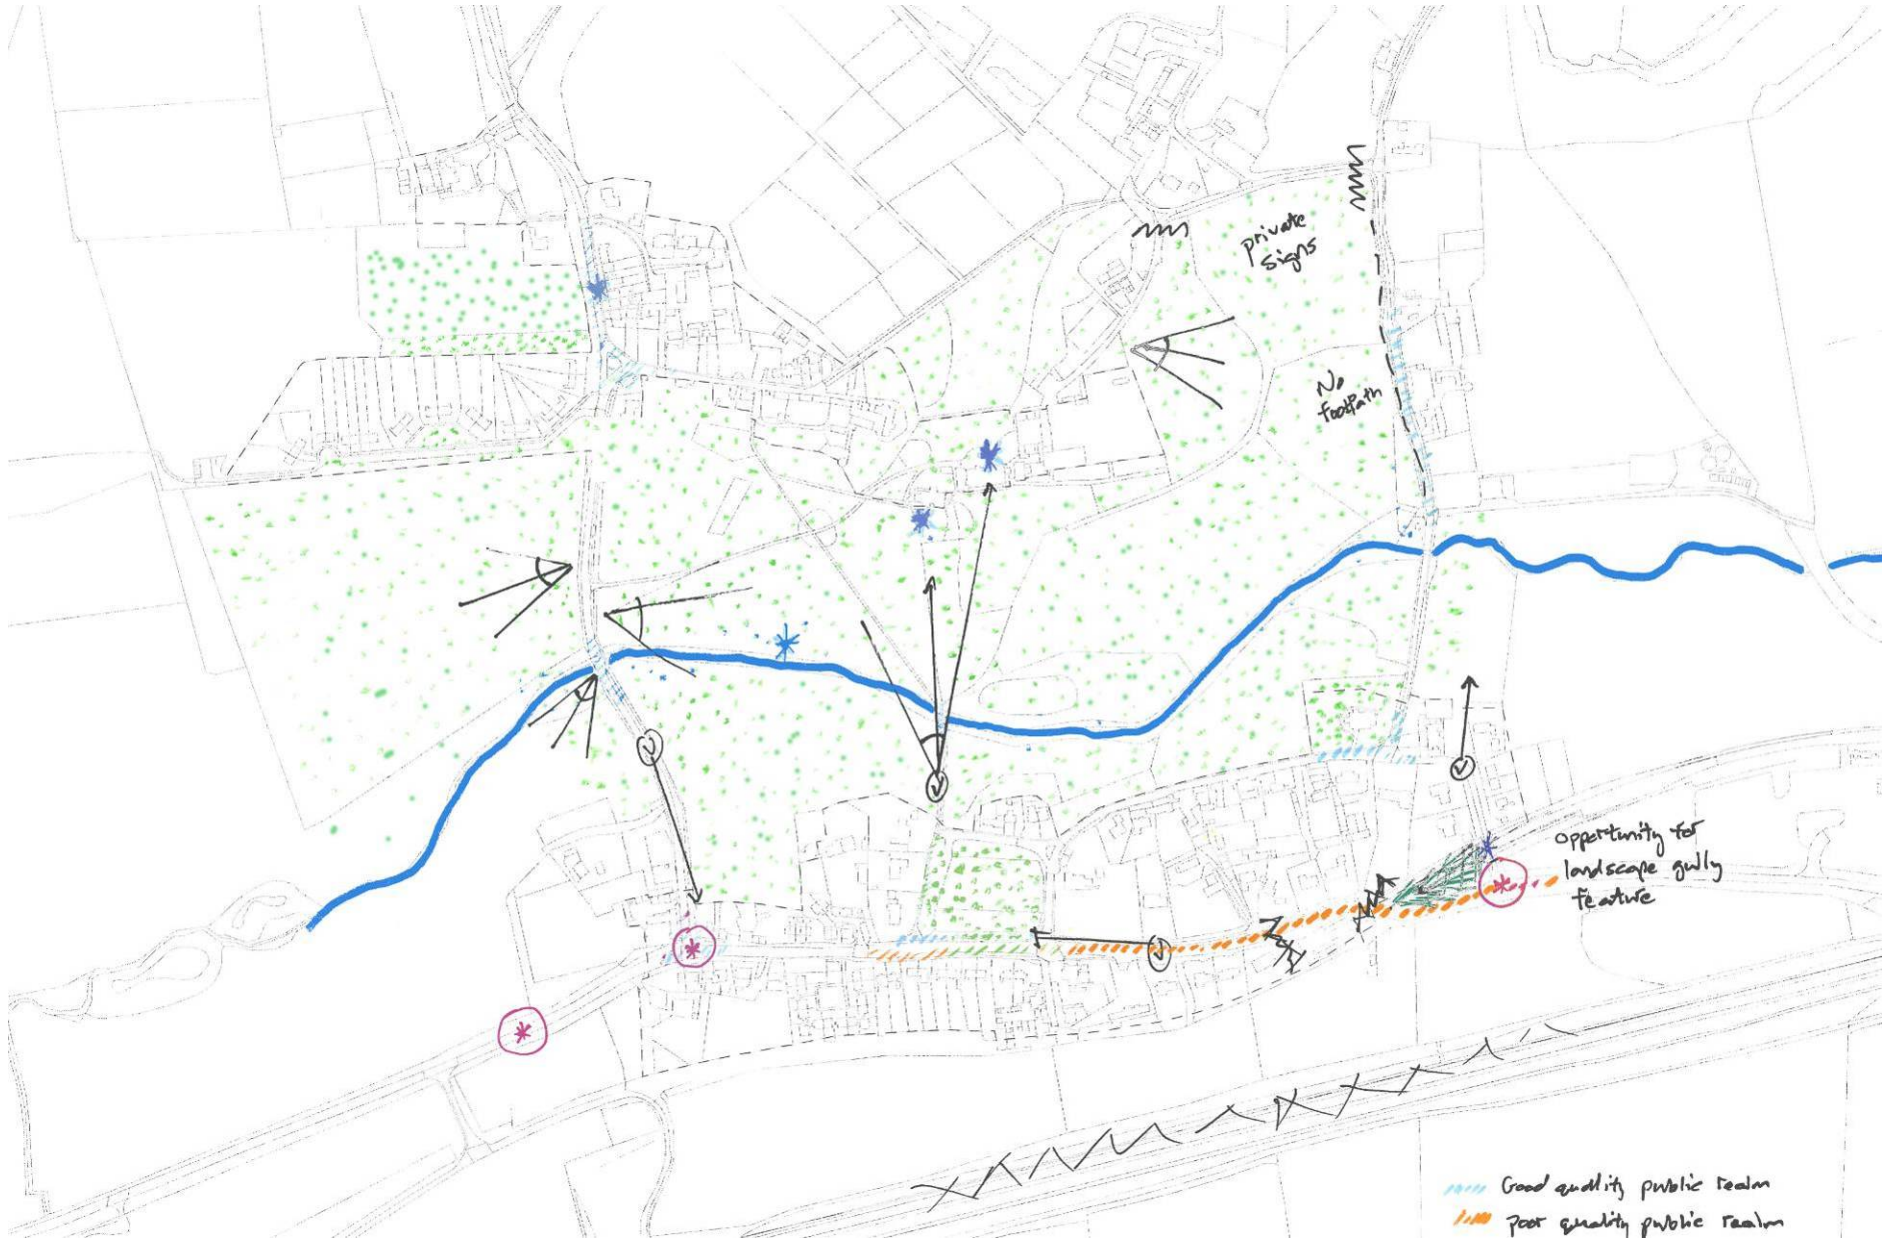 private
signs
No
footpath
opportunity for
landscape gully
feature
Good quality public realm
poor quality public realm